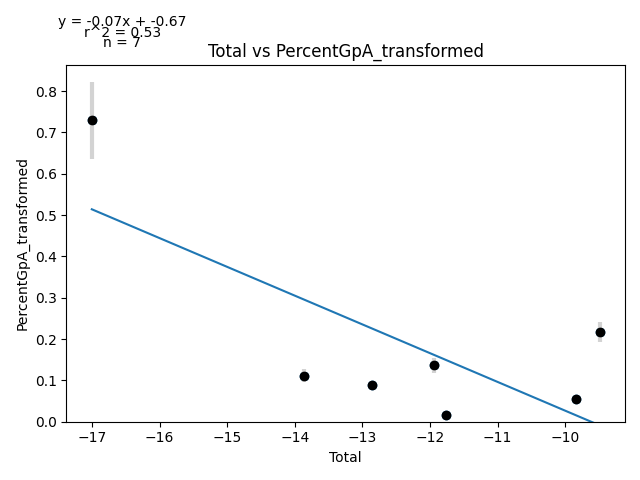 y = -0.07x + -0.67
r^2 = 0.53
n = 7
Total vs PercentGpA_transformed
PercentGpA_transformed
0.8
0.7
0.6
0.5
0.4
0.3
0.2
0.1
0.0
−17 −16 −15 −14 −13 −12 −11 −10
Total